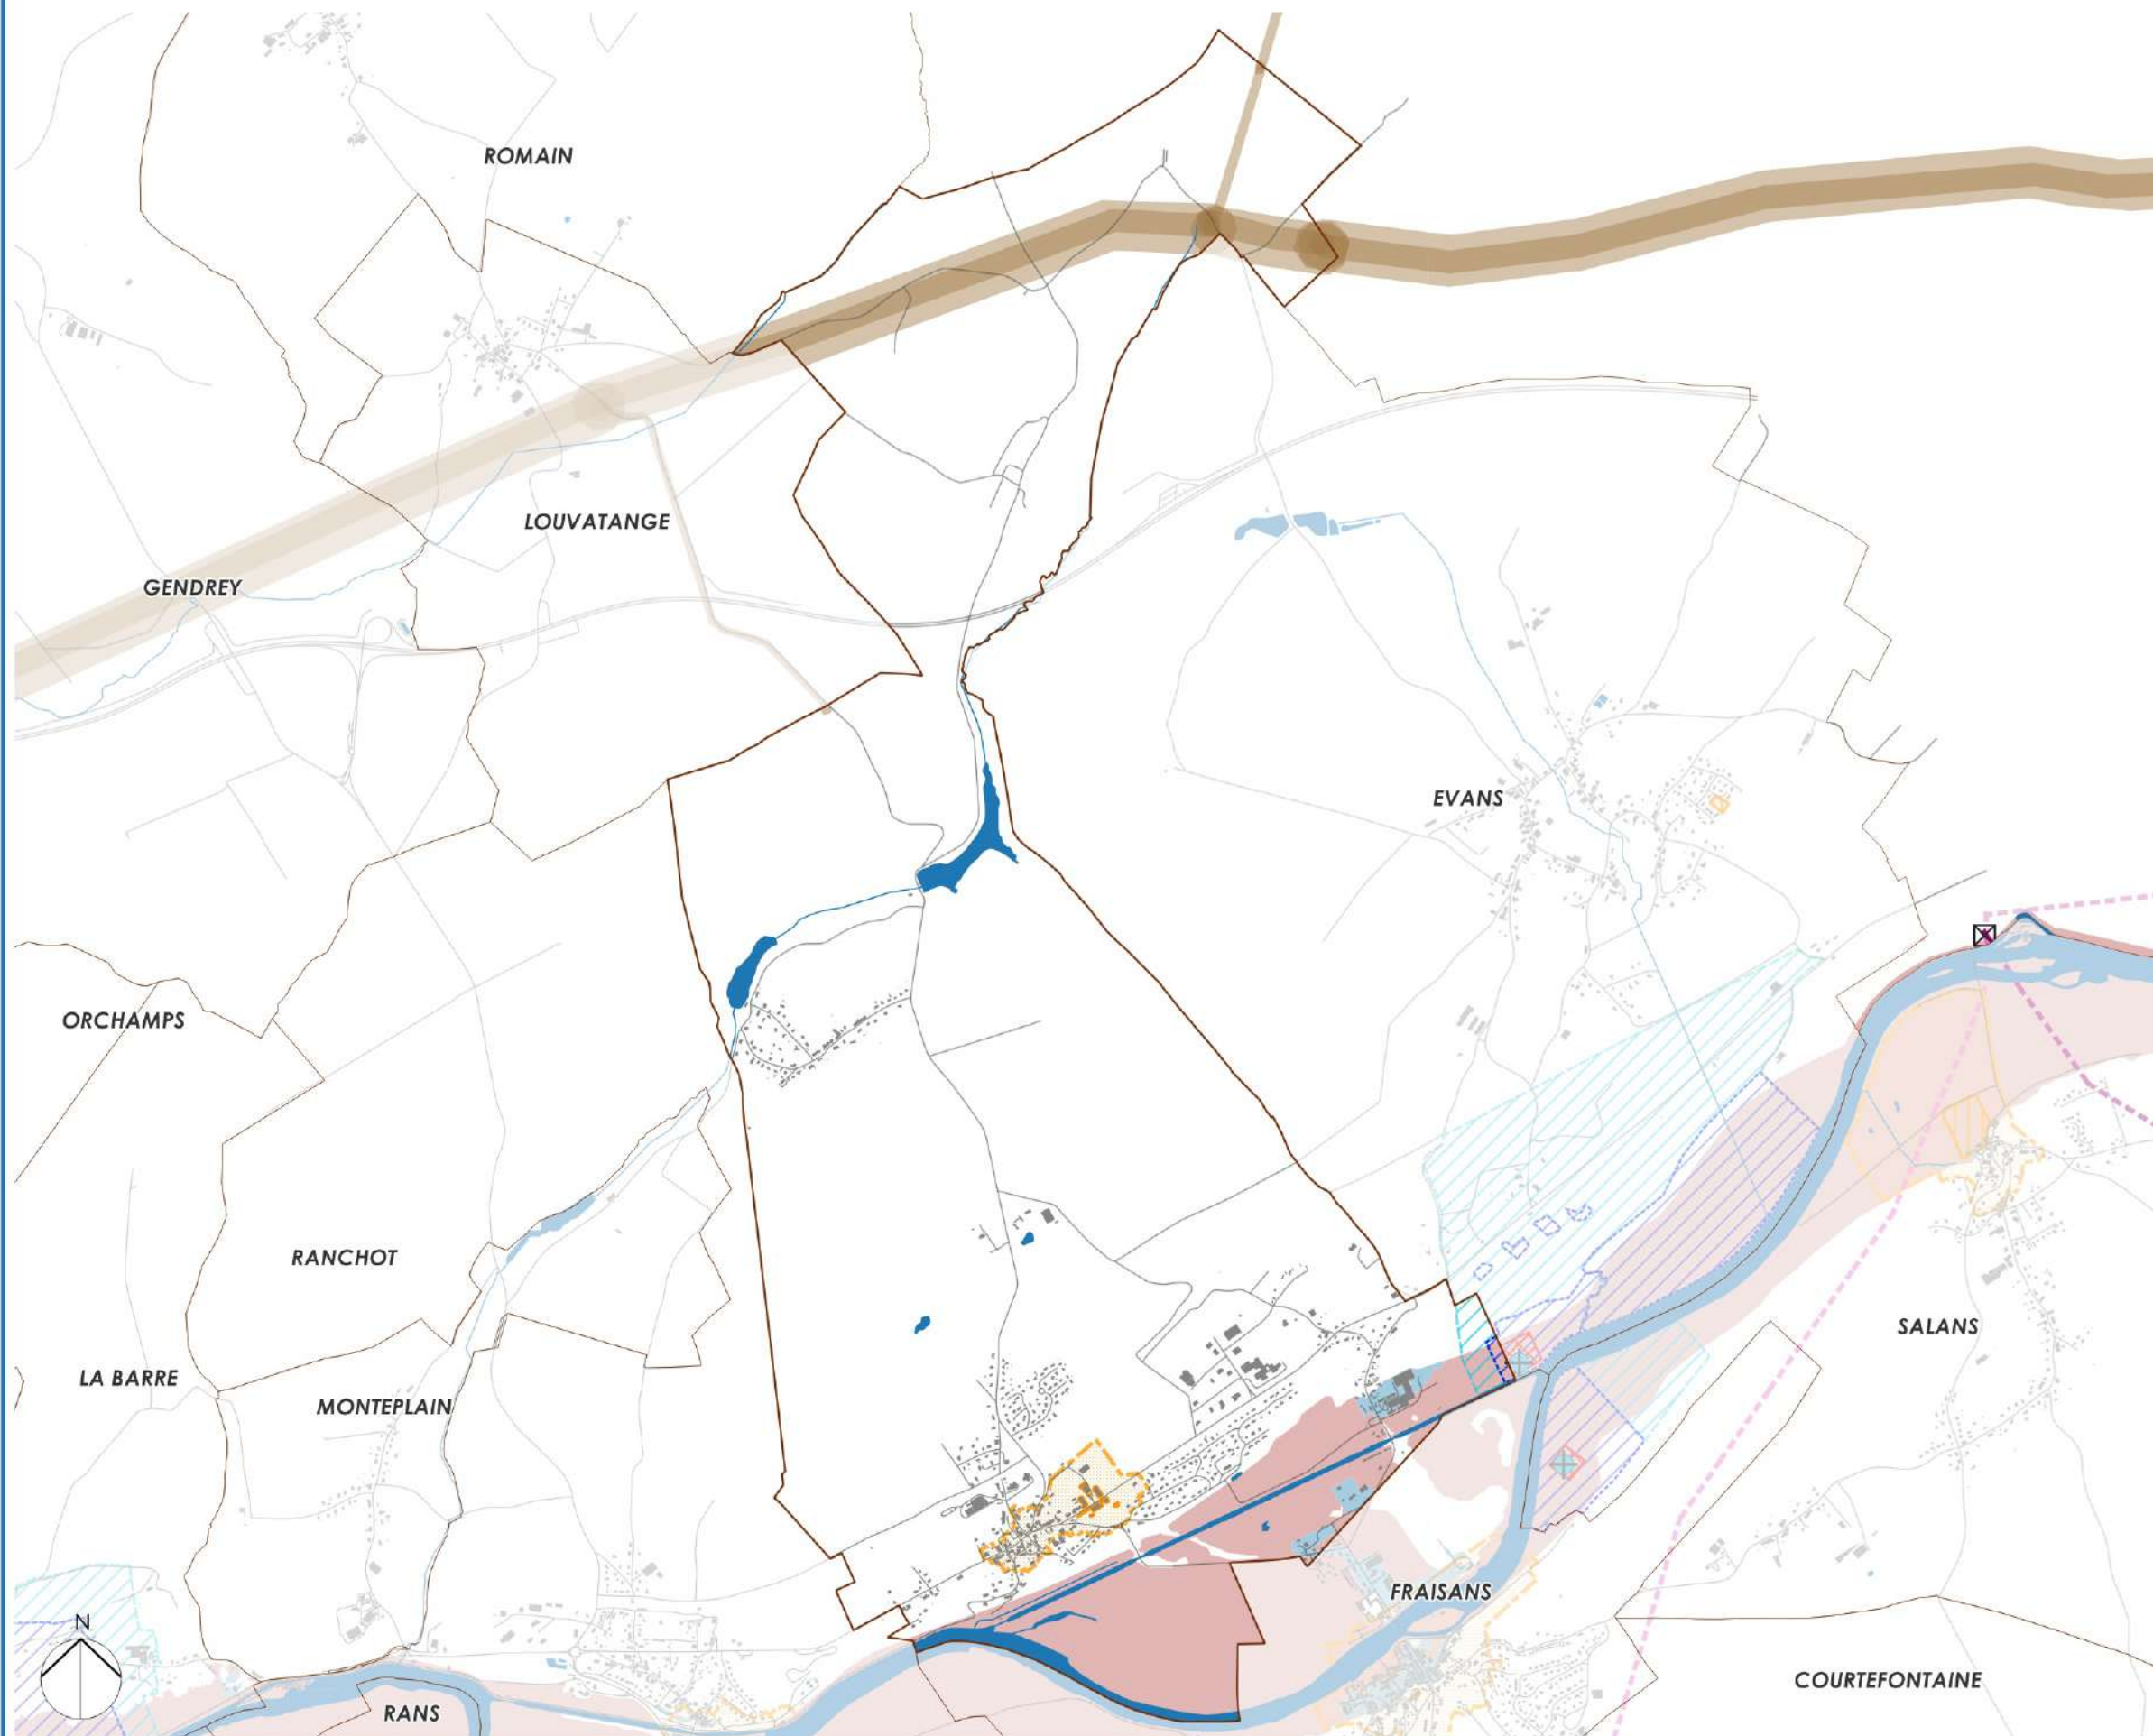 ROMAIN
LOUVATANGE
GENDREY
EVANS
ORCHAMPS
RANCHOT
SALANS
LA BARRE
MONTEPLAIN
FRAISANS
N
COURTEFONTAINE
RANS